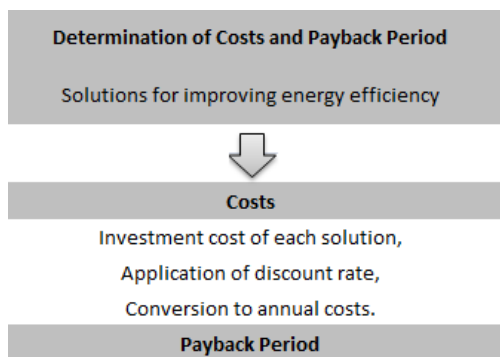 Determination of Costs and Payback Period
Solutions for improving energy efficiency
Costs
Investment cost of each solution,
Application of discount rate,
Conversion to annual costs.
Payback Period